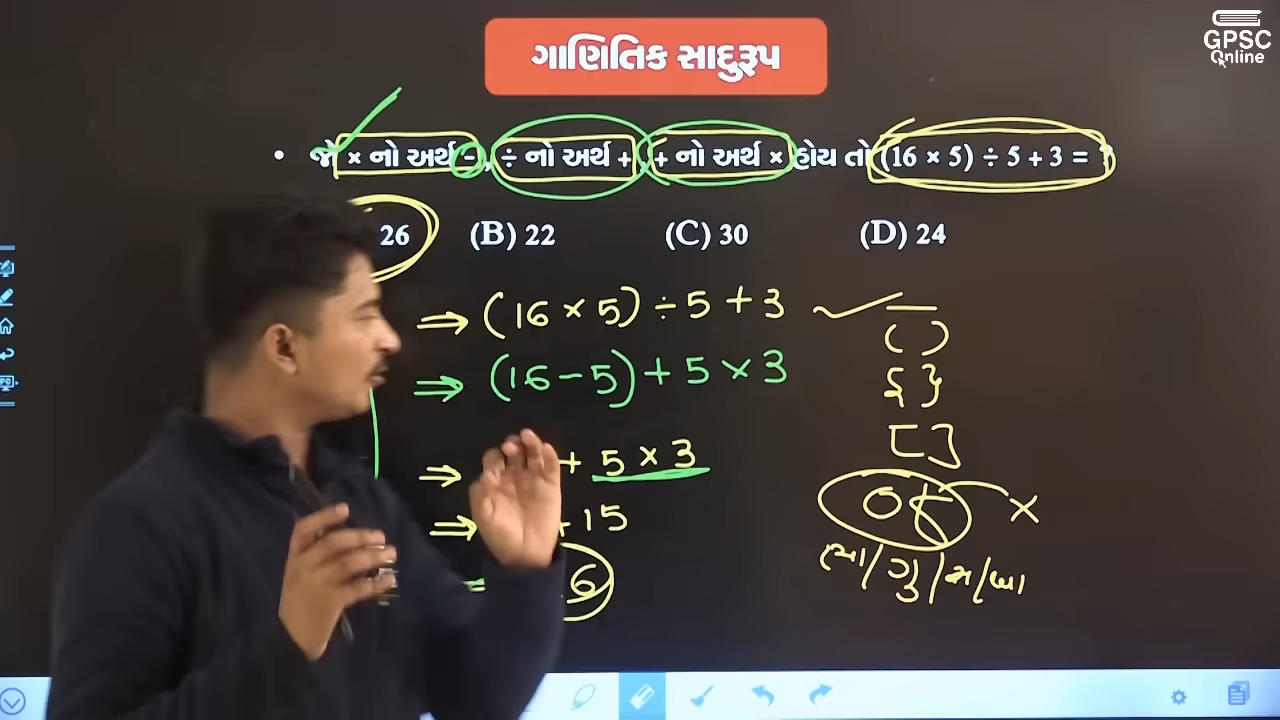 GPSC
Online
ગાણિતિક સાદુરૂપ
• જો × નો અર્થ -, ÷ નો અર્થ + + નો અર્થ × હોય તો (16 × 5) ÷ 5 + 3 = ?
26 (B) 22 (C) 30 (D) 24
⇒ (16 × 5) ÷ 5 + 3
( )
⇒ (16 - 5) + 5 × 3
{ }
[ ]
⇒ + 5 × 3
×
⇒ + 15
ભા/ગુ/સ/બા
= 6